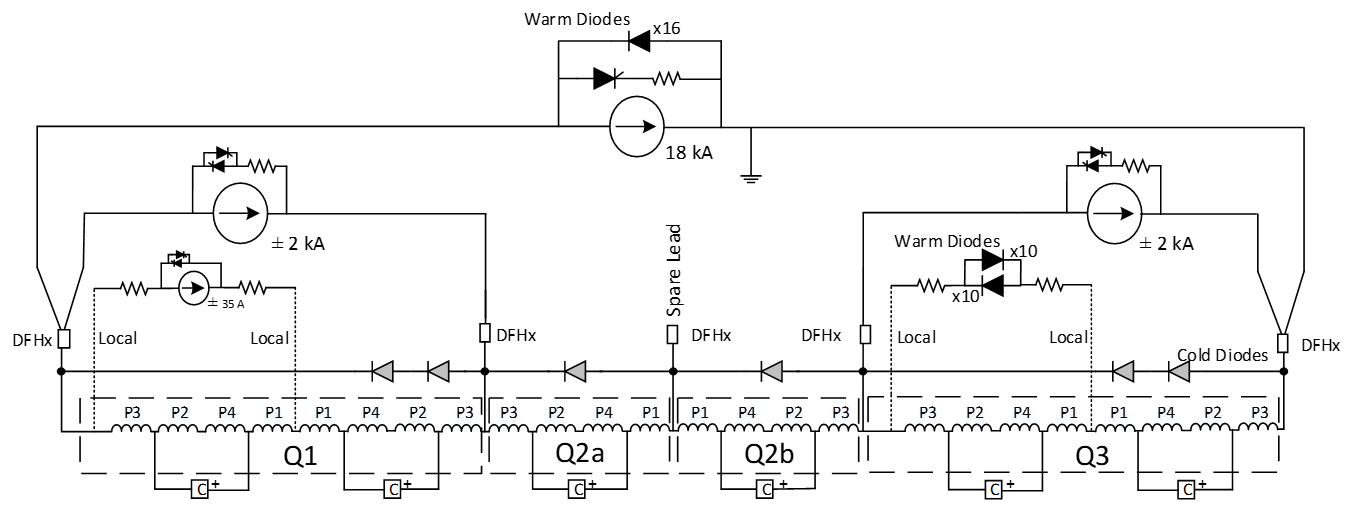 Warm Diodes
x16
18 kA
± 2 kA
± 2 kA
Spare Lead
Warm Diodes
x10
x10
± 35 A
DFHx
Local
Local
DFHx
DFHx
DFHx
Local
Local
DFHx
Cold Diodes
P3 P2 P4 P1 P1 P4 P2 P3 P3 P2 P4 P1 P1 P4 P2 P3 P3 P2 P4 P1 P1 P4 P2 P3
Q1 Q2a Q2b Q3
C + C + C + C + C + C +